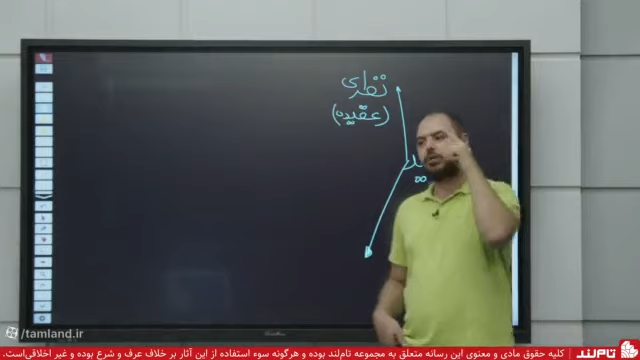 نظری
(عقیده)
/tamland.ir
تاملند کلیه حقوق مادی و معنوی این رسانه متعلق به مجموعه تاملند بوده و هرگونه سوء استفاده از این آثار بر خلاف عرف و شرع بوده و غیر اخلاقی‌است.